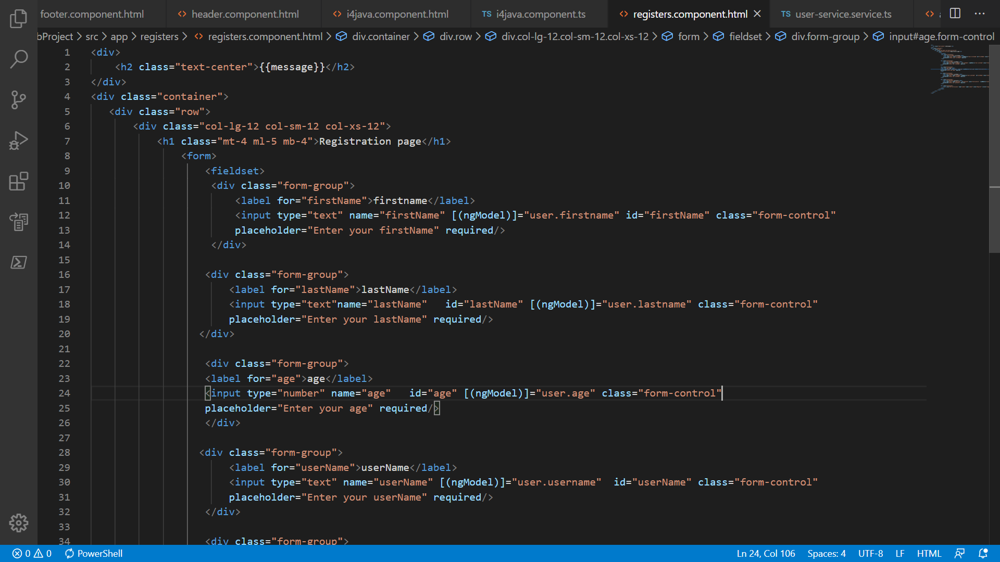 footer.component.html <> header.component.html <> i4java.component.html TS i4java.component.ts <> registers.component.html TS user-service.service.ts <>
bProject > src > app > registers > <> registers.component.html > div.container > div.row > div.col-lg-12.col-sm-12.col-xs-12 > form > fieldset > div.form-group > input#age.form-control
1 <div>
2 <h2 class="text-center">{{message}}</h2>
3 </div>
4 <div class="container">
5 <div class="row">
6 <div class="col-lg-12 col-sm-12 col-xs-12">
7 <h1 class="mt-4 ml-5 mb-4">Registration page</h1>
8 <form>
9 <fieldset>
10 <div class="form-group">
11 <label for="firstName">firstname</label>
12 <input type="text" name="firstName" [(ngModel)]="user.firstname" id="firstName" class="form-control"
13 placeholder="Enter your firstName" required/>
14 </div>
15
16 <div class="form-group">
17 <label for="lastName">lastName</label>
18 <input type="text"name="lastName"   id="lastName" [(ngModel)]="user.lastname" class="form-control"
19 placeholder="Enter your lastName" required/>
20 </div>
21
22 <div class="form-group">
23 <label for="age">age</label>
24 <input type="number" name="age"   id="age" [(ngModel)]="user.age" class="form-control"
25 placeholder="Enter your age" required/>
26 </div>
27
28 <div class="form-group">
29 <label for="userName">userName</label>
30 <input type="text" name="userName" [(ngModel)]="user.username"  id="userName" class="form-control"
31 placeholder="Enter your userName" required/>
32 </div>
33
34 <div class="form-group">
0 0 PowerShell Ln 24, Col 106 Spaces: 4 UTF-8 LF HTML